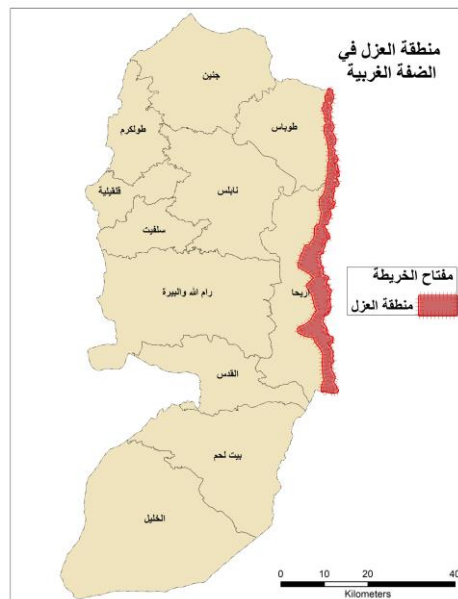 منطقة العزل في
الضفة الغربية
جنين
طوباس
طولكرم
نابلس
قلقيلية
سلفيت
اريحا
رام الله والبيرة
القدس
بيت لحم
الخليل
مفتاح الخريطة
منطقة العزل
0 10 20 40
Kilometers